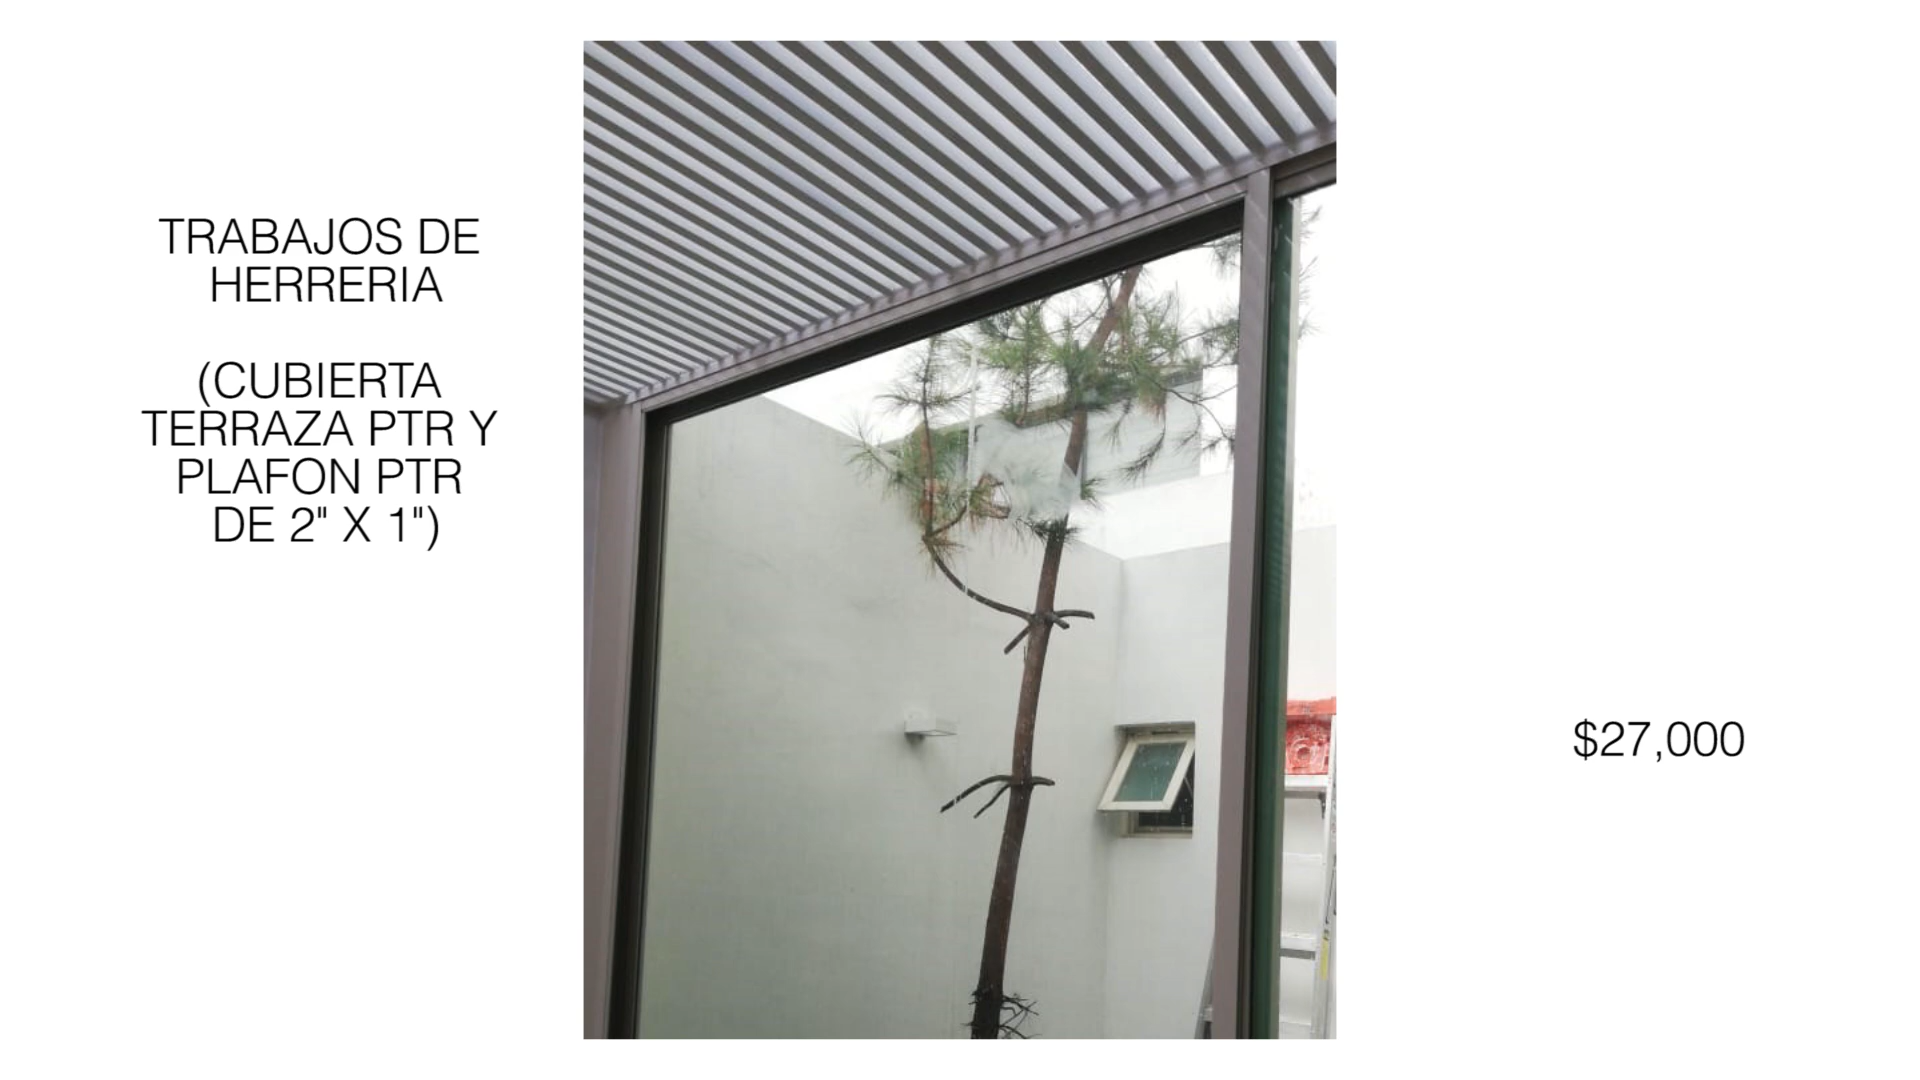 TRABAJOS DE
HERRERIA
(CUBIERTA
TERRAZA PTR Y
PLAFON PTR
DE 2" X 1")
$27,000